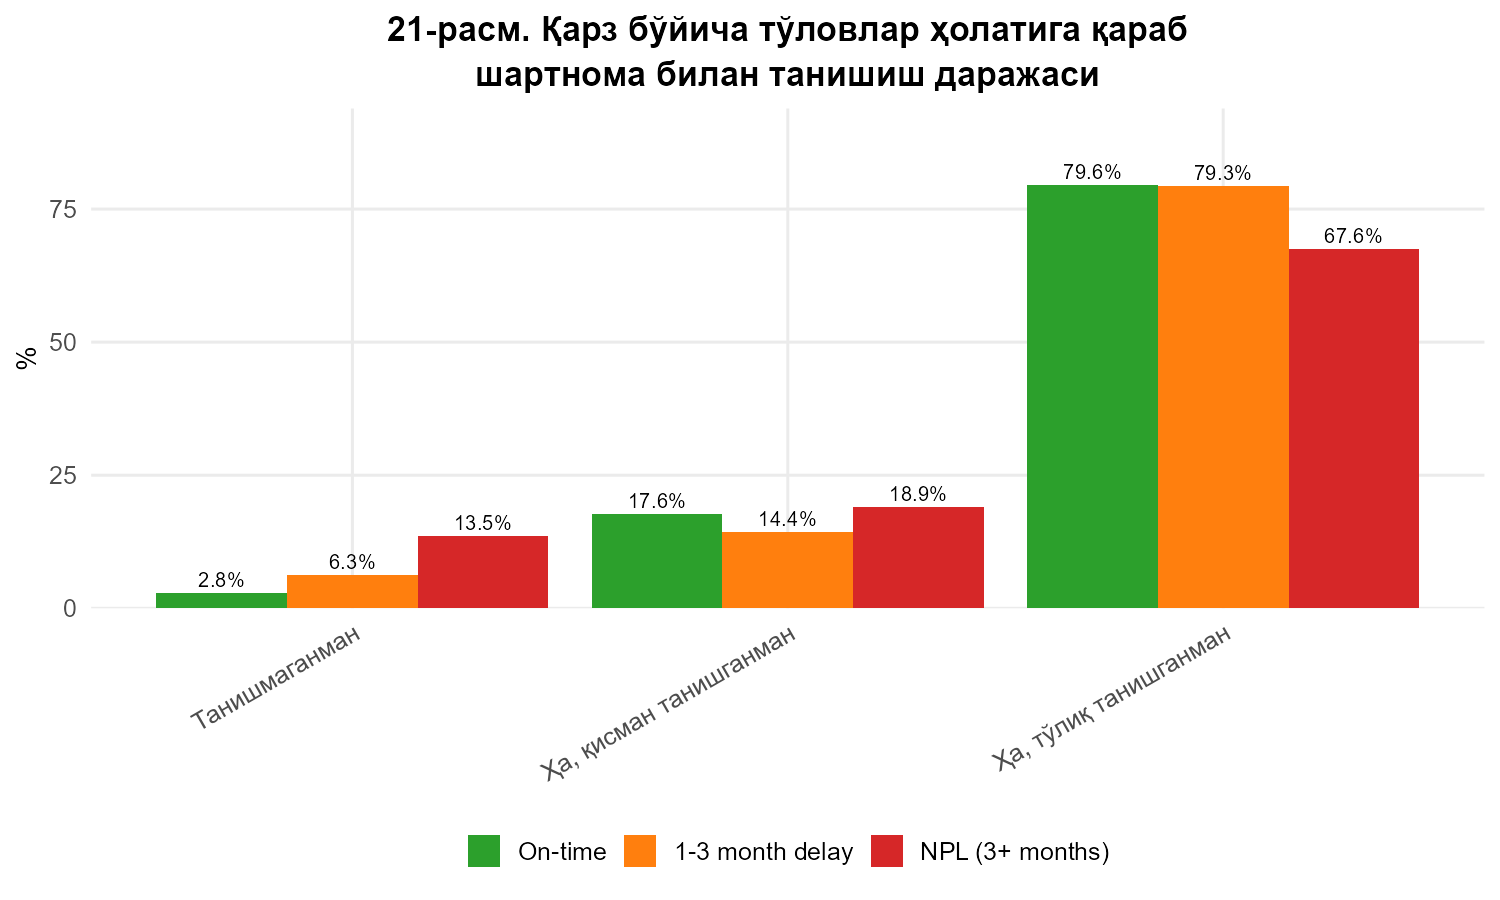 21-расм. Қарз бўйича тўловлар ҳолатига қараб
шартнома билан танишиш даражаси
%
75
50
25
0
2.8%
6.3%
13.5%
17.6%
14.4%
18.9%
79.6%
79.3%
67.6%
Танишмаганман
Ҳа, қисман танишганман
Ҳа, тўлиқ танишганман
On-time
1-3 month delay
NPL (3+ months)